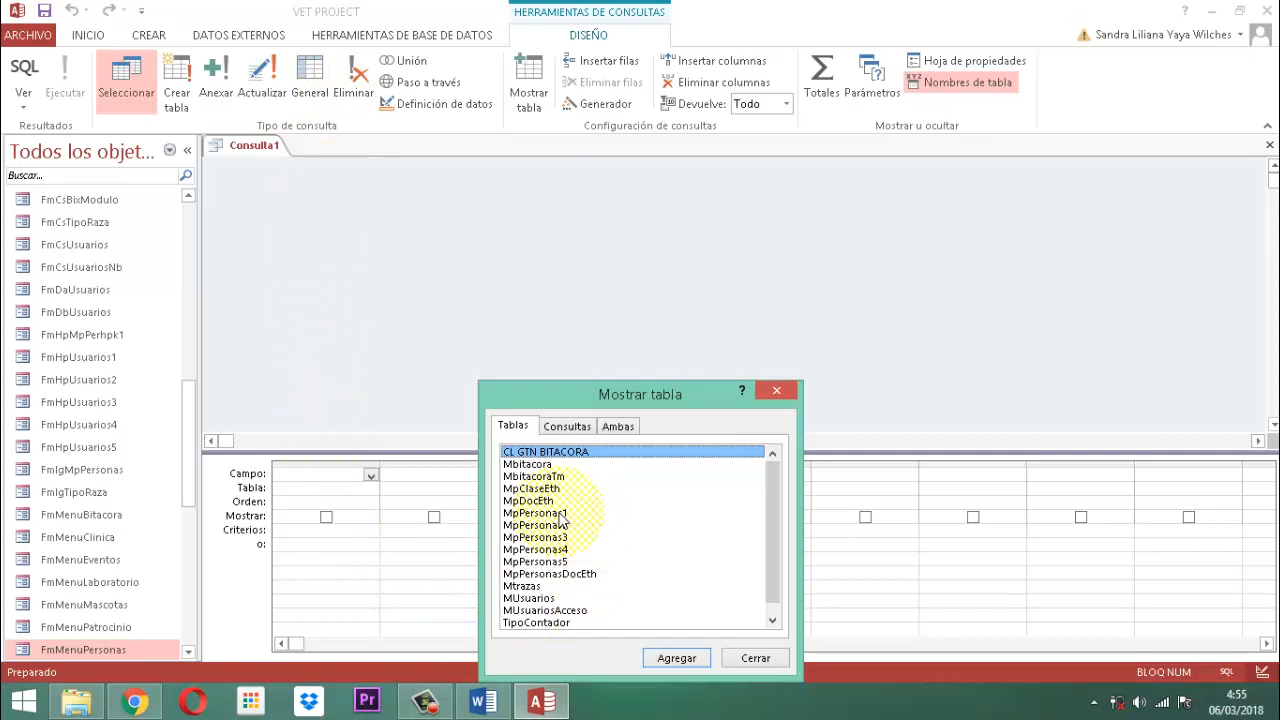 VET PROJECT
HERRAMIENTAS DE CONSULTAS
?
ARCHIVO
INICIO
CREAR
DATOS EXTERNOS
HERRAMIENTAS DE BASE DE DATOS
DISEÑO
Sandra Liliana Yaya Wilches
SQL
Ver
Ejecutar
Resultados
Seleccionar
Crear
tabla
Anexar
Actualizar
General
Eliminar
Unión
Paso a través
Definición de datos
Tipo de consulta
Mostrar
tabla
Insertar filas
Eliminar filas
Generador
Insertar columnas
Eliminar columnas
Devuelve:
Todo
Configuración de consultas
Totales
Parámetros
Hoja de propiedades
XYZ
Nombres de tabla
Mostrar u ocultar
Todos los objet...
Buscar...
FmCsBixModulo
FmCsTipoRaza
FmCsUsuarios
FmCsUsuariosNb
FmDaUsuarios
FmDbUsuarios
FmHpMpPerhpk1
FmHpUsuarios1
FmHpUsuarios2
FmHpUsuarios3
FmHpUsuarios4
FmHpUsuarios5
FmIgMpPersonas
FmIgTipoRaza
FmMenuBitacora
FmMenuClinica
FmMenuEventos
FmMenuLaboratorio
FmMenuMascotas
FmMenuPatrocinio
FmMenuPersonas
Consulta1
Campo:
Tabla:
Orden:
Mostrar:
Criterios:
o:
Mostrar tabla
?
Tablas
Consultas
Ambas
CL GTN BITACORA
Mbitacora
MbitacoraTm
MpClaseEth
MpDocEth
MpPersonas1
MpPersonas
MpPersonas3
MpPersonas4
MpPersonas5
MpPersonasDocEth
Mtrazas
MUsuarios
MUsuariosAcceso
TipoContador
Agregar
Cerrar
Preparado
BLOQ NUM
SQL
Pr
4:55
06/03/2018